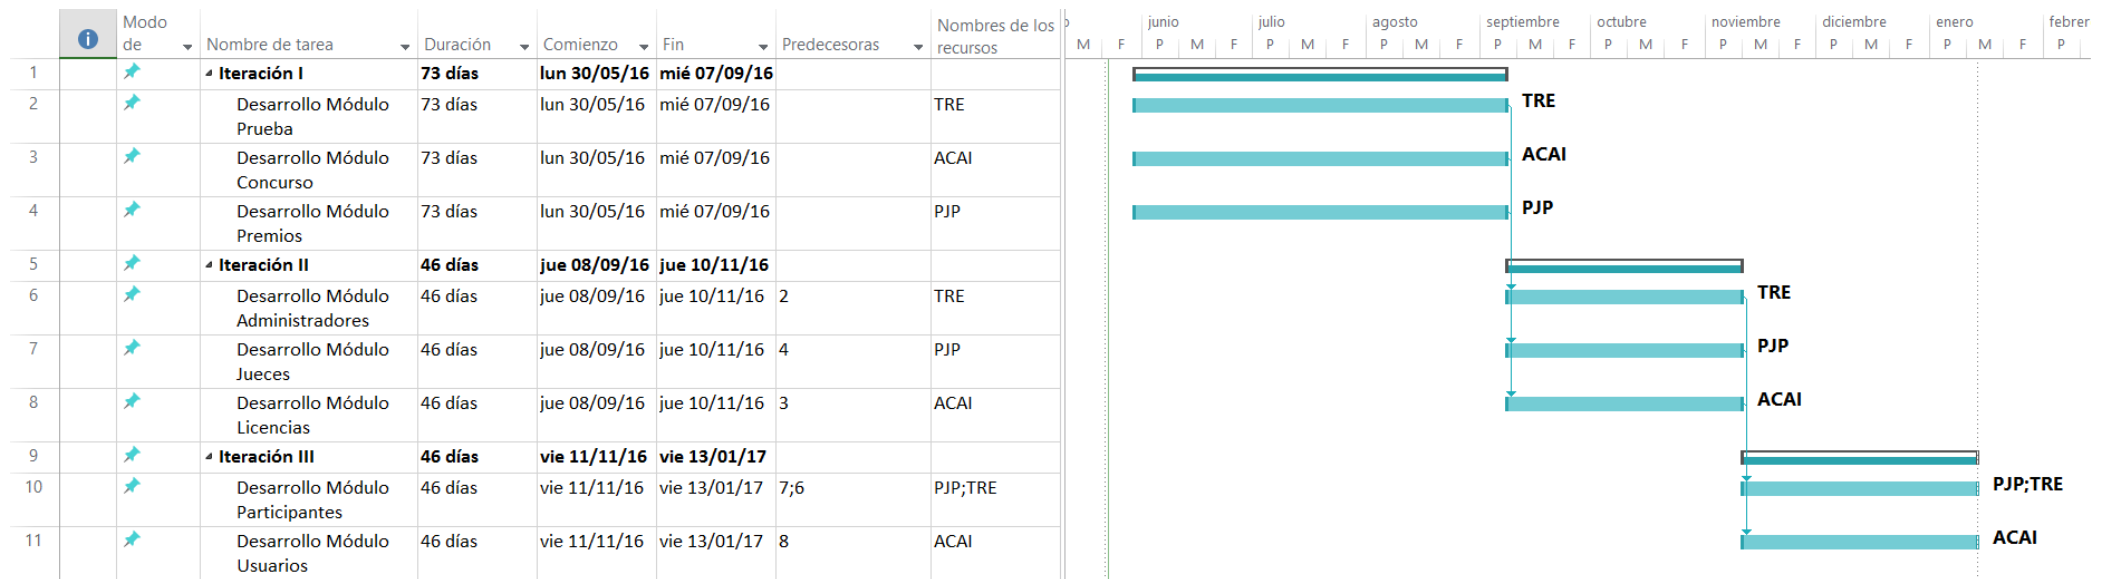 Modo de Nombre de tarea Duración Comienzo Fin Predecesoras Nombres de los recursos
junio julio agosto septiembre octubre noviembre diciembre enero febrer
M F P M F P M F P M F P M F P M F P M F P M F P M F P
1 Iteración I 73 días lun 30/05/16 mié 07/09/16
2 Desarrollo Módulo Prueba 73 días lun 30/05/16 mié 07/09/16 TRE TRE
3 Desarrollo Módulo Concurso 73 días lun 30/05/16 mié 07/09/16 ACAI ACAI
4 Desarrollo Módulo Premios 73 días lun 30/05/16 mié 07/09/16 PJP PJP
5 Iteración II 46 días jue 08/09/16 jue 10/11/16
6 Desarrollo Módulo Administradores 46 días jue 08/09/16 jue 10/11/16 2 TRE TRE
7 Desarrollo Módulo Jueces 46 días jue 08/09/16 jue 10/11/16 4 PJP PJP
8 Desarrollo Módulo Licencias 46 días jue 08/09/16 jue 10/11/16 3 ACAI ACAI
9 Iteración III 46 días vie 11/11/16 vie 13/01/17
10 Desarrollo Módulo Participantes 46 días vie 11/11/16 vie 13/01/17 7;6 PJP;TRE PJP;TRE
11 Desarrollo Módulo Usuarios 46 días vie 11/11/16 vie 13/01/17 8 ACAI ACAI